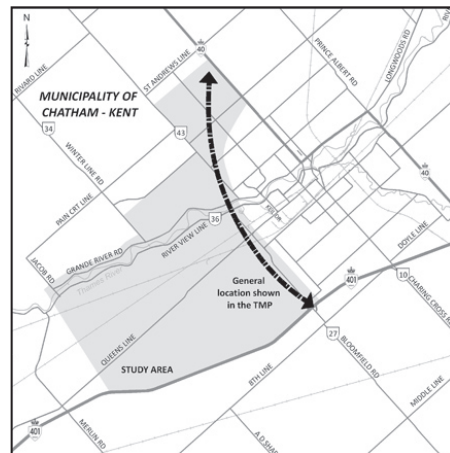 N
RIVARD LINE
ST ANDREWS LINE
40
PRINCE ALBERT RD
LONGWOODS RD
MUNICIPALITY OF
CHATHAM - KENT
34
43
WINTER LINE RD
40
PAIN CRT LINE
36
GRANDE RIVER RD
RIVER VIEW LINE
JACOB RD
Thames River
DOYLE LINE
General
location shown
in the TMP
401
10
CHARING CROSS RD
27
BLOOMFIELD RD
QUEENS LINE
STUDY AREA
8TH LINE
MIDDLE LINE
MERLIN RD
401
A D SHA